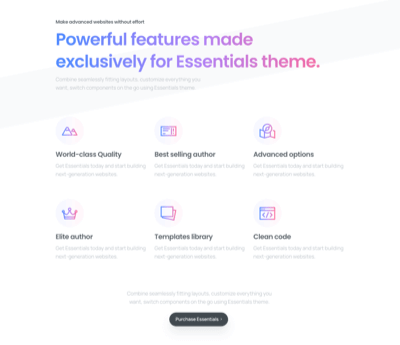 Make advanced websites without effort
Powerful features made
exclusively for Essentials theme.
Combine seamlessly fitting layouts, customize everything you
want, switch components on the go using Essentials theme.
World-class Quality
Get Essentials today and start building
next-generation websites.
Best selling author
Get Essentials today and start building
next-generation websites.
Advanced options
Get Essentials today and start building
next-generation websites.
Elite author
Get Essentials today and start building
next-generation websites.
Templates library
Get Essentials today and start building
next-generation websites.
Clean code
Get Essentials today and start building
next-generation websites.
Combine seamlessly fitting layouts, customize everything you
want, switch components on the go using Essentials theme.
Purchase Essentials